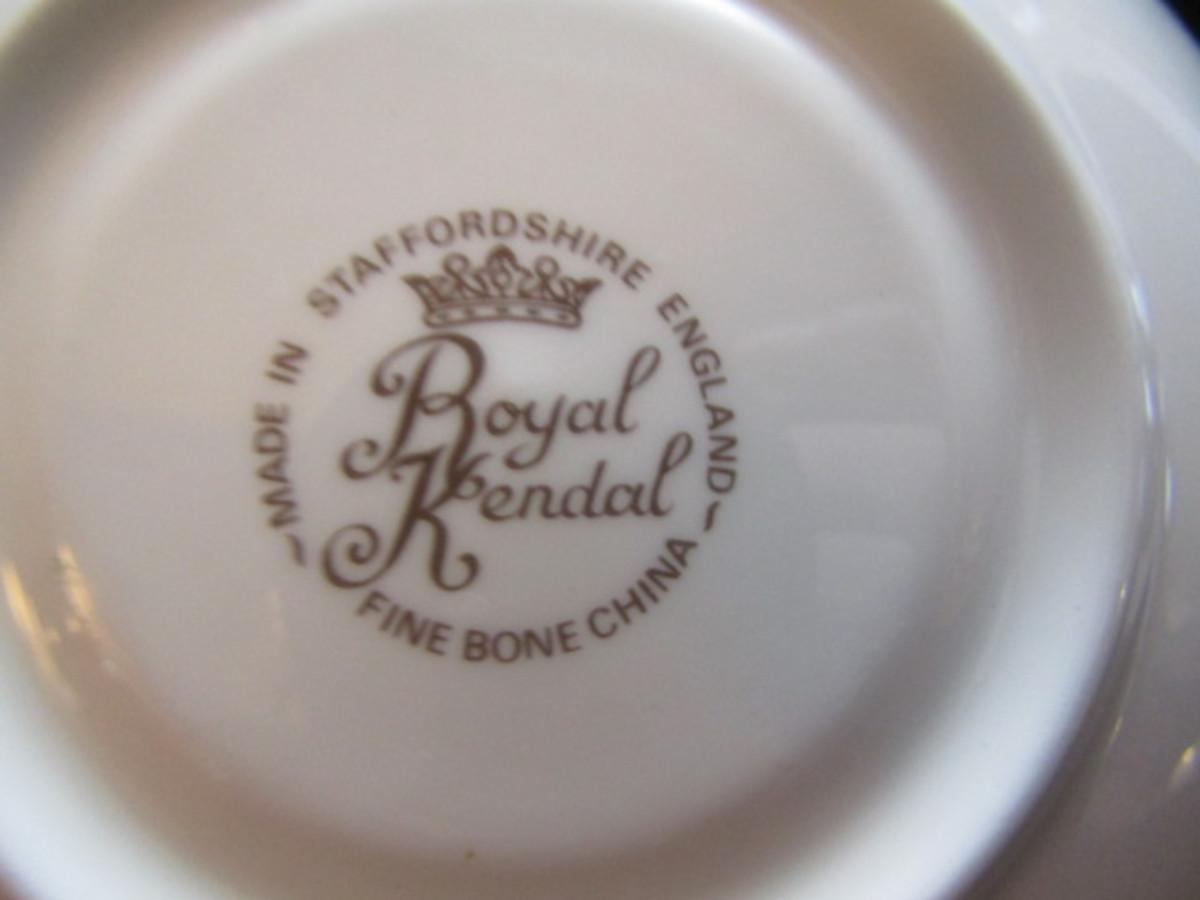 MADE IN STAFFORDSHIRE ENGLAND
Royal
Kendal
FINE BONE CHINA